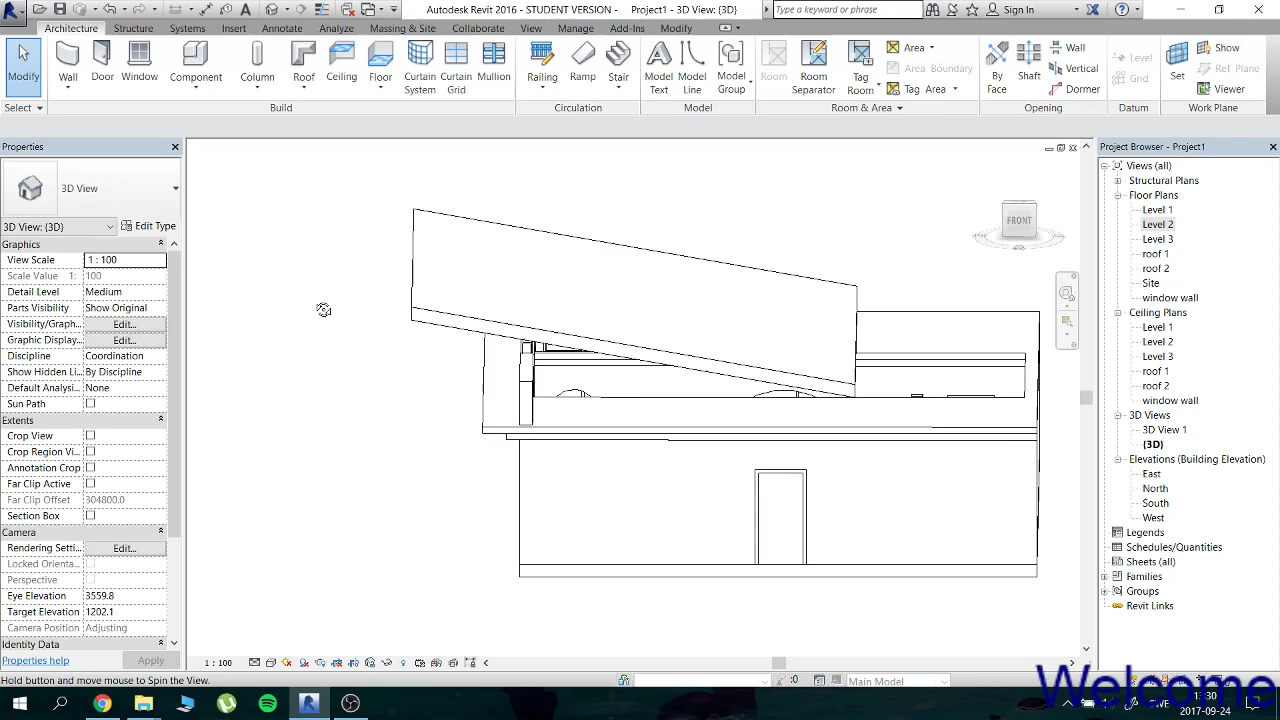 Autodesk Revit 2016 - STUDENT VERSION - Project1 - 3D View: {3D}
Type a keyword or phrase
Sign In
Architecture Structure Systems Insert Annotate Analyze Massing & Site Collaborate View Manage Add-Ins Modify
Modify Wall Door Window Component Column Roof Ceiling Floor Curtain System Curtain Grid Mullion Railing Ramp Stair Model Text Model Line Model Group Room Room Separator Tag Room Area Area Boundary Tag Area By Face Shaft Wall Vertical Dormer Level Grid Set Show Ref Plane Viewer
Select Build Circulation Model Room & Area Opening Datum Work Plane
Properties
3D View
3D View: {3D} Edit Type
Graphics
View Scale 1 : 100
Scale Value 1: 100
Detail Level Medium
Parts Visibility Show Original
Visibility/Graph... Edit...
Graphic Display... Edit...
Discipline Coordination
Show Hidden Li... By Discipline
Default Analysi... None
Sun Path
Extents
Crop View
Crop Region Vi...
Annotation Crop
Far Clip Active
Far Clip Offset 304800.0
Section Box
Camera
Rendering Setti... Edit...
Locked Orienta...
Perspective
Eye Elevation 3559.8
Target Elevation 1202.1
Camera Position Adjusting
Identity Data
Properties help Apply
FRONT
Project Browser - Project1
Views (all)
Structural Plans
Floor Plans
Level 1
Level 2
Level 3
roof 1
roof 2
Site
window wall
Ceiling Plans
Level 1
Level 2
Level 3
roof 1
roof 2
window wall
3D Views
3D View 1
{3D}
Elevations (Building Elevation)
East
North
South
West
Legends
Schedules/Quantities
Sheets (all)
Families
Groups
Revit Links
1 : 100
Hold button and move mouse to Spin the View.
:0
Main Model
Welcome
SWE
13:30
2017-09-24